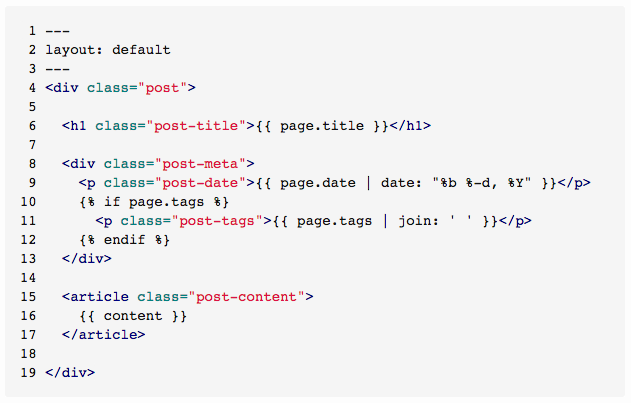 1 ---
2 layout: default
3 ---
4 <div class="post">
5
6   <h1 class="post-title">{{ page.title }}</h1>
7
8   <div class="post-meta">
9     <p class="post-date">{{ page.date | date: "%b %-d, %Y" }}</p>
10     {% if page.tags %}
11       <p class="post-tags">{{ page.tags | join: ' ' }}</p>
12     {% endif %}
13   </div>
14
15   <article class="post-content">
16     {{ content }}
17   </article>
18
19 </div>